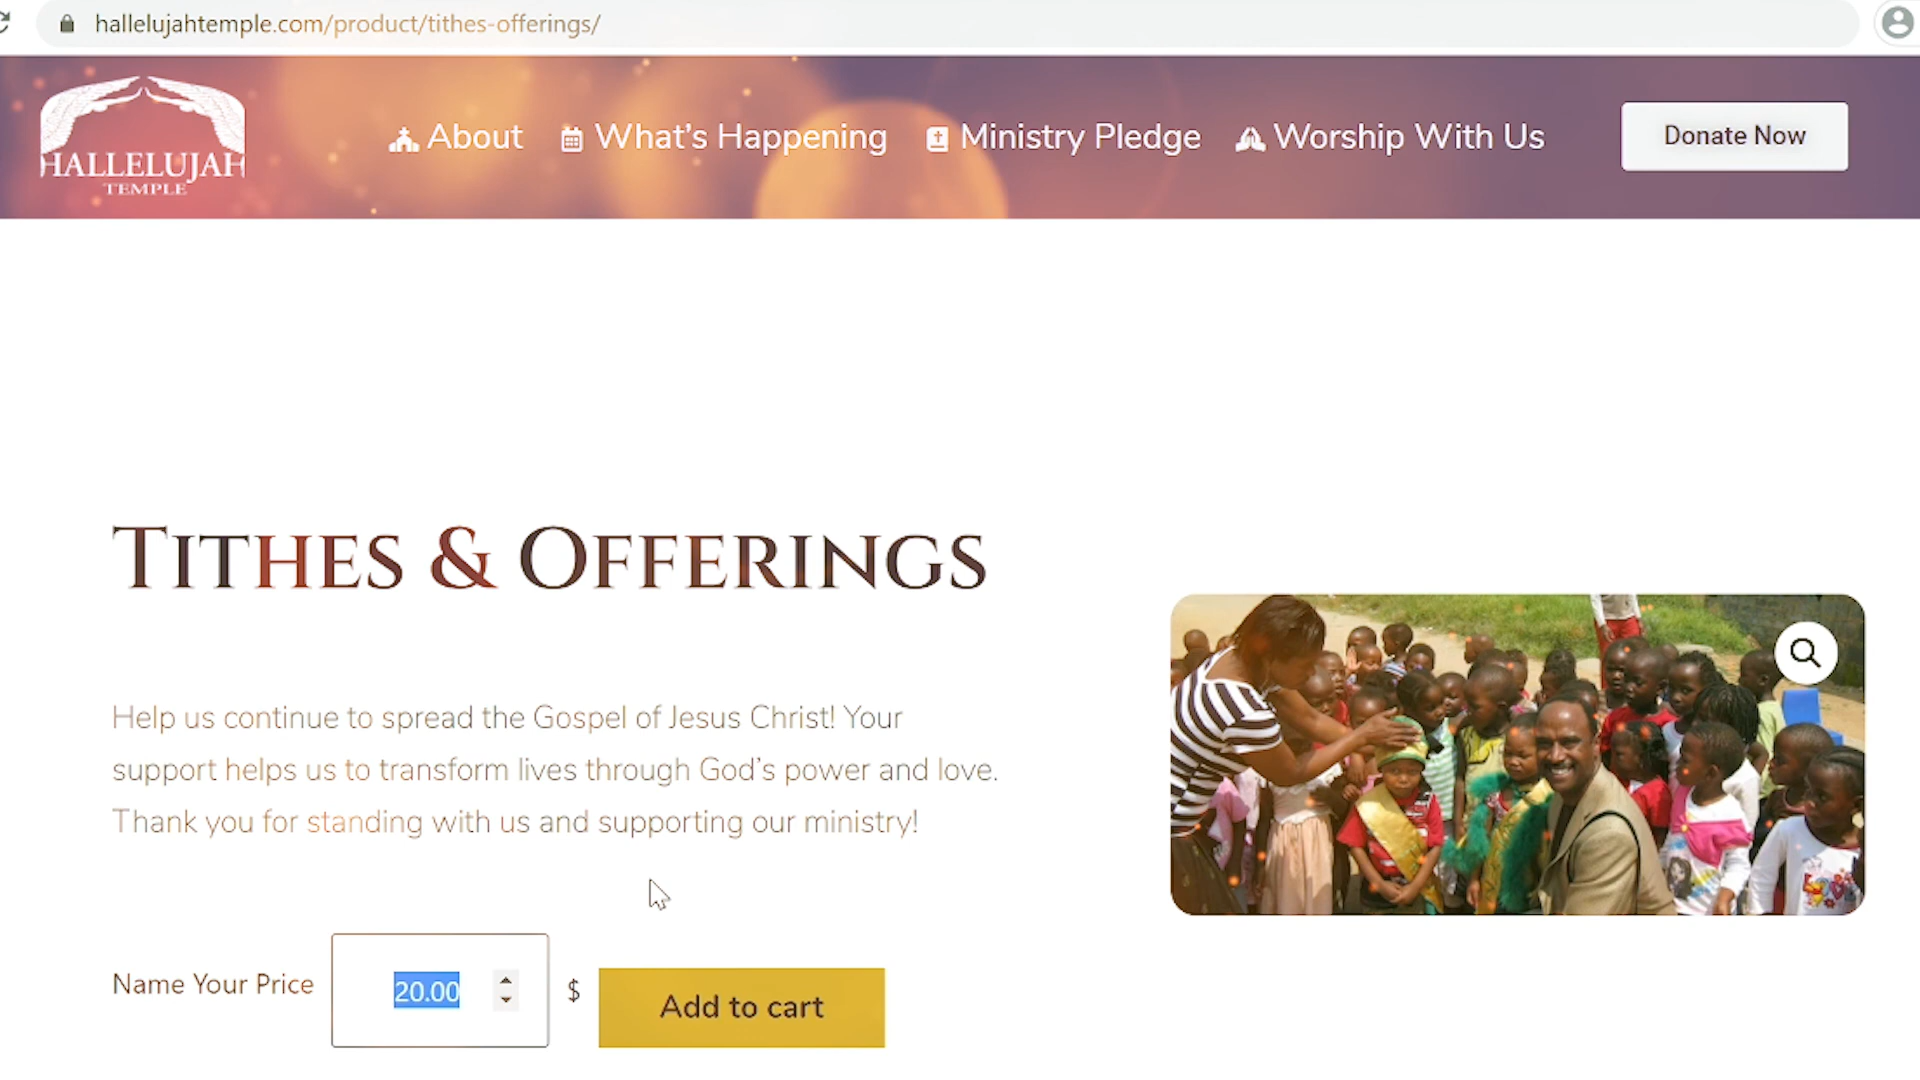 hallelujahtemple.com/product/tithes-offerings/
HALLELUJAH
TEMPLE
About
What's Happening
Ministry Pledge
Worship With Us
Donate Now
TITHES & OFFERINGS
Help us continue to spread the Gospel of Jesus Christ! Your
support helps us to transform lives through God's power and love.
Thank you for standing with us and supporting our ministry!
Name Your Price
20.00
$
Add to cart